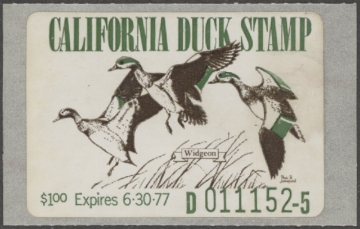 CALIFORNIA DUCK STAMP
Widgeon
$1.00 Expires 6·30·77 D 011152-5